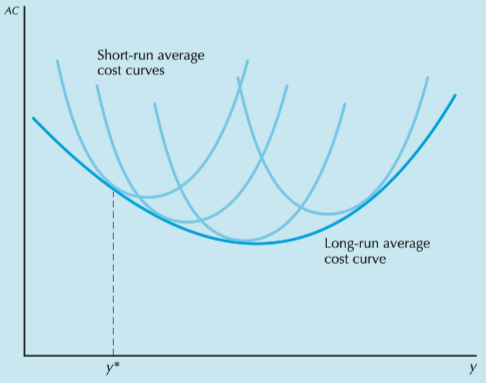 AC
Short-run average
cost curves
Long-run average
cost curve
y*
y